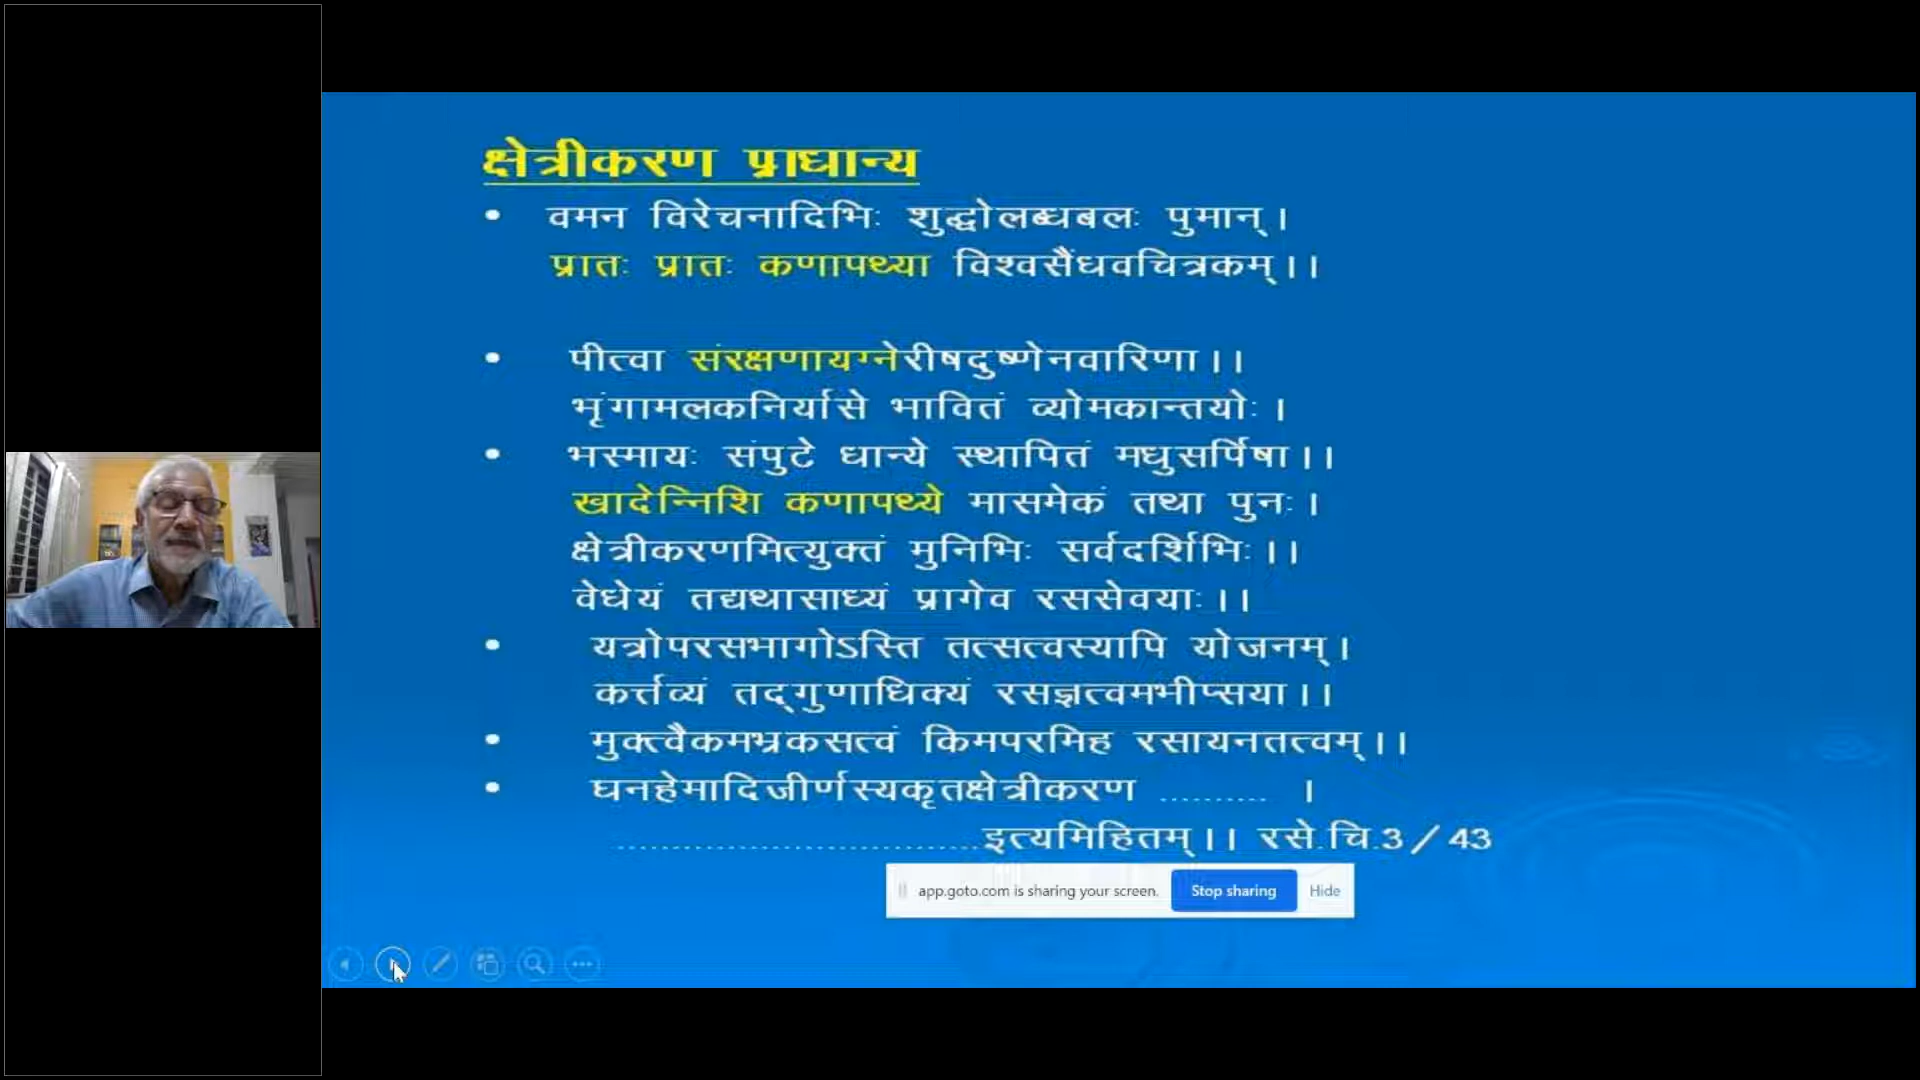 क्षेत्रीकरण प्राधान्य
• वमन विरेचनादिभिः शुद्धोलब्धबलः पुमान्।
प्रातः प्रातः कणापथ्या विश्वसैंधवचित्रकम्।।
• पीत्वा संरक्षणायग्नेरीषदुष्णेनवारिणा।।
भृंगामलकनिर्यासे भावितं व्योमकान्तयोः ।
• भस्मायः संपुटे धान्ये स्थापितं मधुसर्पिषा।।
खादेन्निशि कणापथ्ये मासमेकं तथा पुनः ।
क्षेत्रीकरणमित्युक्तं मुनिभिः सर्वदर्शिभिः ।।
वेधेयं तद्यथासाध्यं प्रागेव रससेवयाः ।।
• यत्रोपरसभागोऽस्ति तत्सत्वस्यापि योजनम्।
कर्त्तव्यं तद्गुणाधिक्यं रसज्ञत्वमभीप्सया।।
• मुक्त्वैकमभ्रकसत्वं किमपरमिह रसायनतत्वम्।।
• घनहेमादिजीर्णस्यकृतक्षेत्रीकरण .......... ।
...............................इत्यमिहितम्।। रसे.चि.3/43
app.goto.com is sharing your screen. Stop sharing Hide